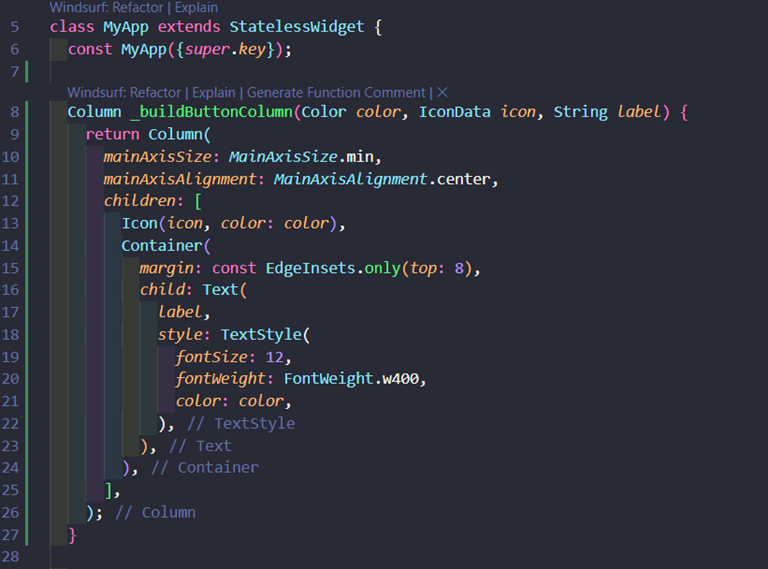 Windsurf: Refactor | Explain
5 class MyApp extends StatelessWidget {
6 const MyApp({super.key});
7
Windsurf: Refactor | Explain | Generate Function Comment | ✕
8 Column _buildButtonColumn(Color color, IconData icon, String label) {
9 return Column(
10 mainAxisSize: MainAxisSize.min,
11 mainAxisAlignment: MainAxisAlignment.center,
12 children: [
13 Icon(icon, color: color),
14 Container(
15 margin: const EdgeInsets.only(top: 8),
16 child: Text(
17 label,
18 style: TextStyle(
19 fontSize: 12,
20 fontWeight: FontWeight.w400,
21 color: color,
22 ), // TextStyle
23 ), // Text
24 ), // Container
25 ],
26 ); // Column
27 }
28